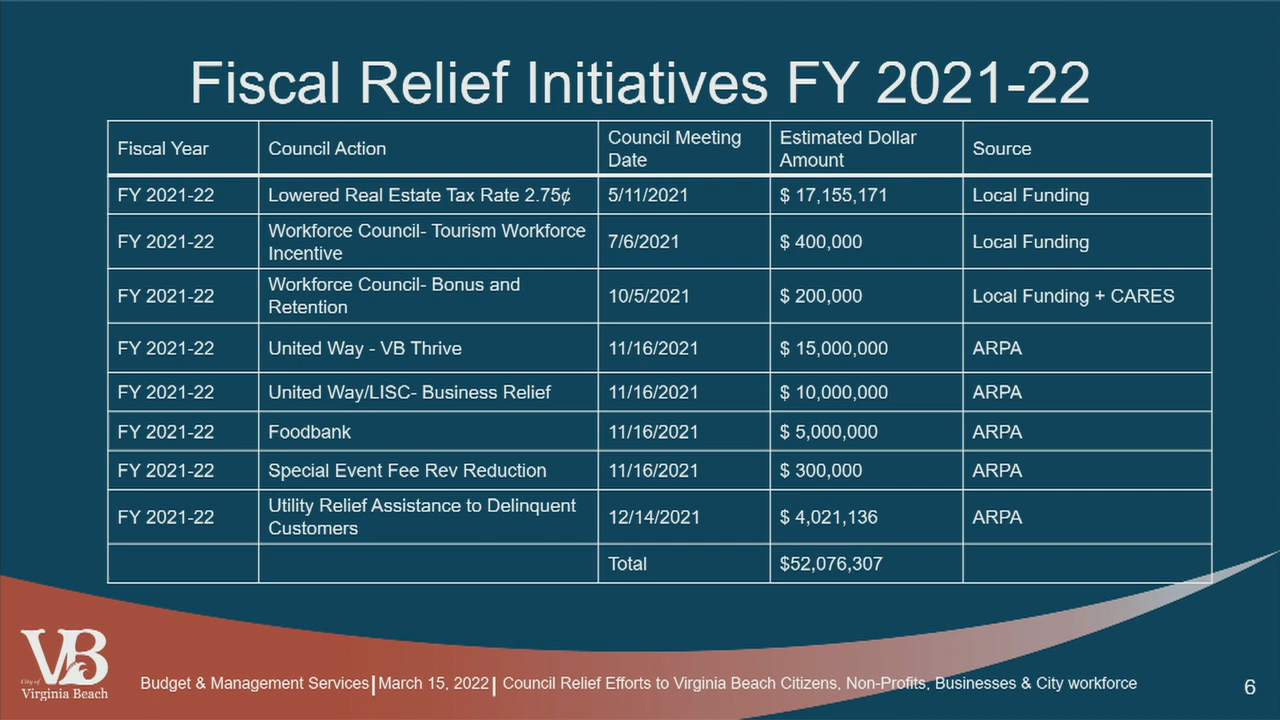 Fiscal Relief Initiatives FY 2021-22
Fiscal Year
Council Action
Council Meeting
Date
Estimated Dollar
Amount
Source
FY 2021-22
Lowered Real Estate Tax Rate 2.75¢
5/11/2021
$ 17,155,171
Local Funding
FY 2021-22
Workforce Council- Tourism Workforce
Incentive
7/6/2021
$ 400,000
Local Funding
FY 2021-22
Workforce Council- Bonus and
Retention
10/5/2021
$ 200,000
Local Funding + CARES
FY 2021-22
United Way - VB Thrive
11/16/2021
$ 15,000,000
ARPA
FY 2021-22
United Way/LISC- Business Relief
11/16/2021
$ 10,000,000
ARPA
FY 2021-22
Foodbank
11/16/2021
$ 5,000,000
ARPA
FY 2021-22
Special Event Fee Rev Reduction
11/16/2021
$ 300,000
ARPA
FY 2021-22
Utility Relief Assistance to Delinquent
Customers
12/14/2021
$ 4,021,136
ARPA
Total
$52,076,307
VB
City of
Virginia Beach
Budget & Management Services|March 15, 2022| Council Relief Efforts to Virginia Beach Citizens, Non-Profits, Businesses & City workforce
6